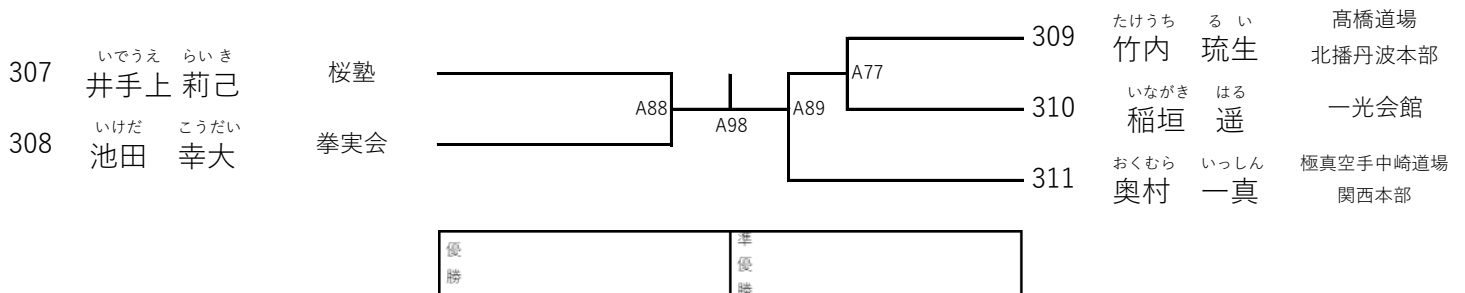 いでうえ らいき
307 井手上 莉己 桜塾
いけだ こうだい
308 池田 幸大 拳実会
A88
A98
A89
A77
たけうち るい
309 竹内 琉生
髙橋道場
北播丹波本部
いながき はる
310 稲垣 遥 一光会館
おくむら いっしん
311 奥村 一真
極真空手中崎道場
関西本部
優
勝
準
優
勝